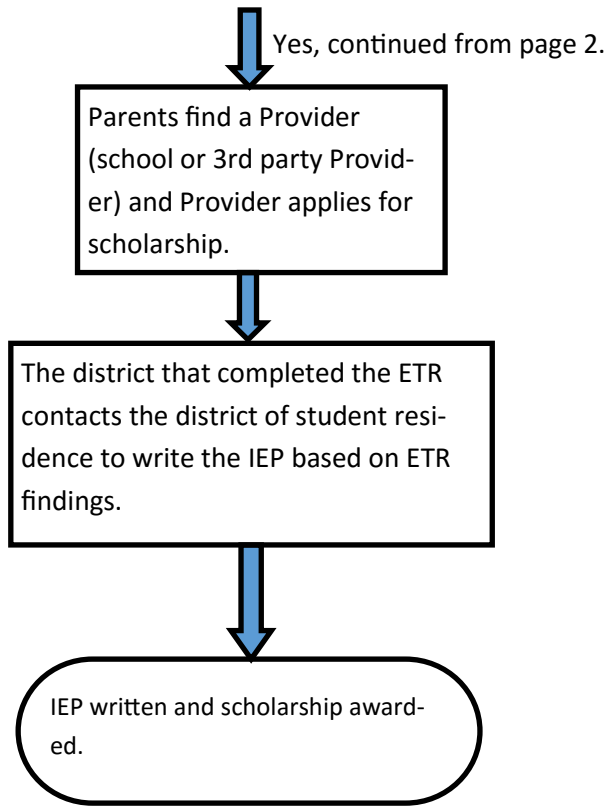 Yes, continued from page 2.
Parents find a Provider
(school or 3rd party Provid-
er) and Provider applies for
scholarship.
The district that completed the ETR
contacts the district of student resi-
dence to write the IEP based on ETR
findings.
IEP written and scholarship award-
ed.